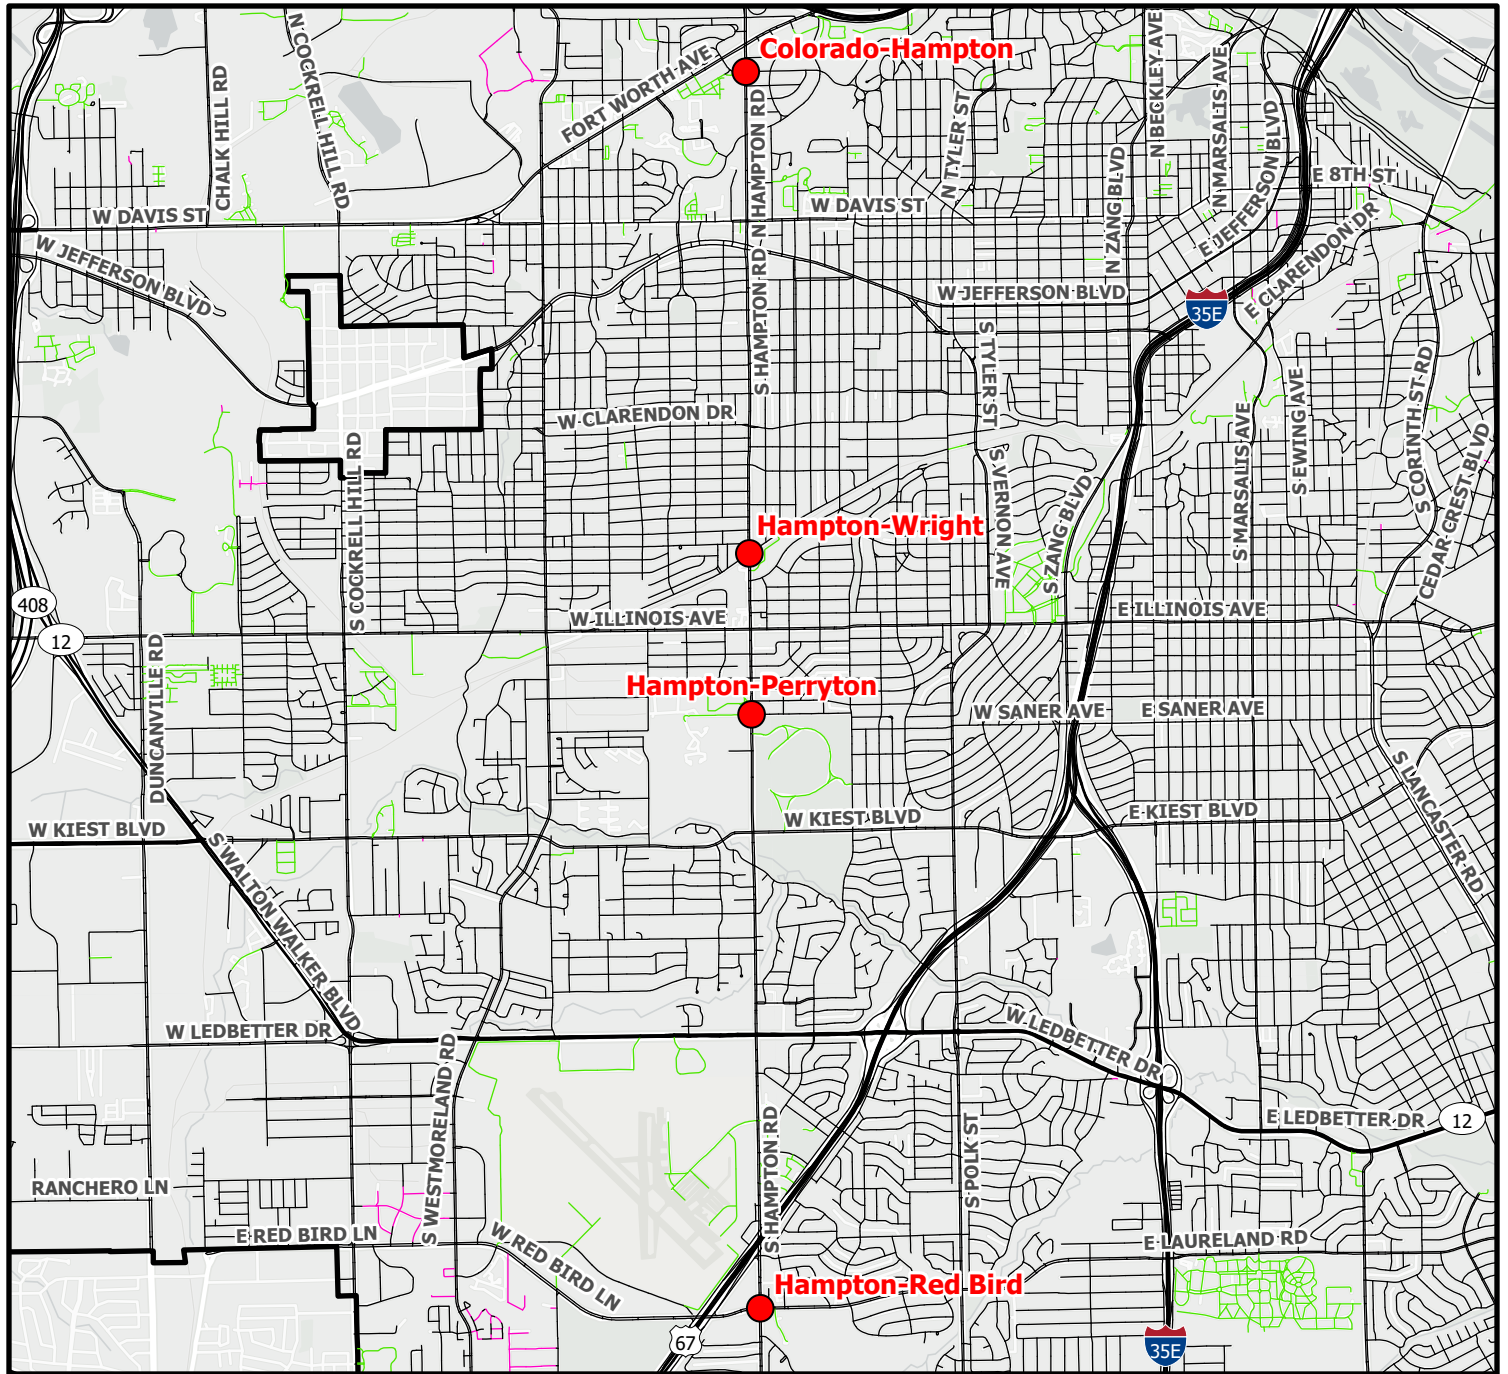 N COCKRELL HILL RD
CHALK HILL RD
FORT WORTH AVE
Colorado-Hampton
N HAMPTON RD
N TYLER ST
N BECKLEY AVE
N MARSALIS AVE
E JEFFERSON BLVD
E 8TH ST
W DAVIS ST
W DAVIS ST
N ZANG BLVD
E CLARENDON DR
W JEFFERSON BLVD
W JEFFERSON BLVD
35E
S HAMPTON RD
S TYLER ST
W CLARENDON DR
S EWING AVE
S CORINTH ST RD
S MARSALIS AVE
CEDAR CREST BLVD
S COCKRELL HILL RD
S VERNON AVE
S ZANG BLVD
Hampton-Wright
408
12
W ILLINOIS AVE
E ILLINOIS AVE
DUNCANVILLE RD
Hampton-Perryton
W SANER AVE
E SANER AVE
S LANCASTER RD
W KIEST BLVD
W KIEST BLVD
E KIEST BLVD
S WALTON WALKER BLVD
W LEDBETTER DR
W LEDBETTER DR
E LEDBETTER DR
12
S WESTMORELAND RD
S HAMPTON RD
S POLK ST
RANCHERO LN
E RED BIRD LN
W RED BIRD LN
E LAURELAND RD
Hampton-Red Bird
67
35E